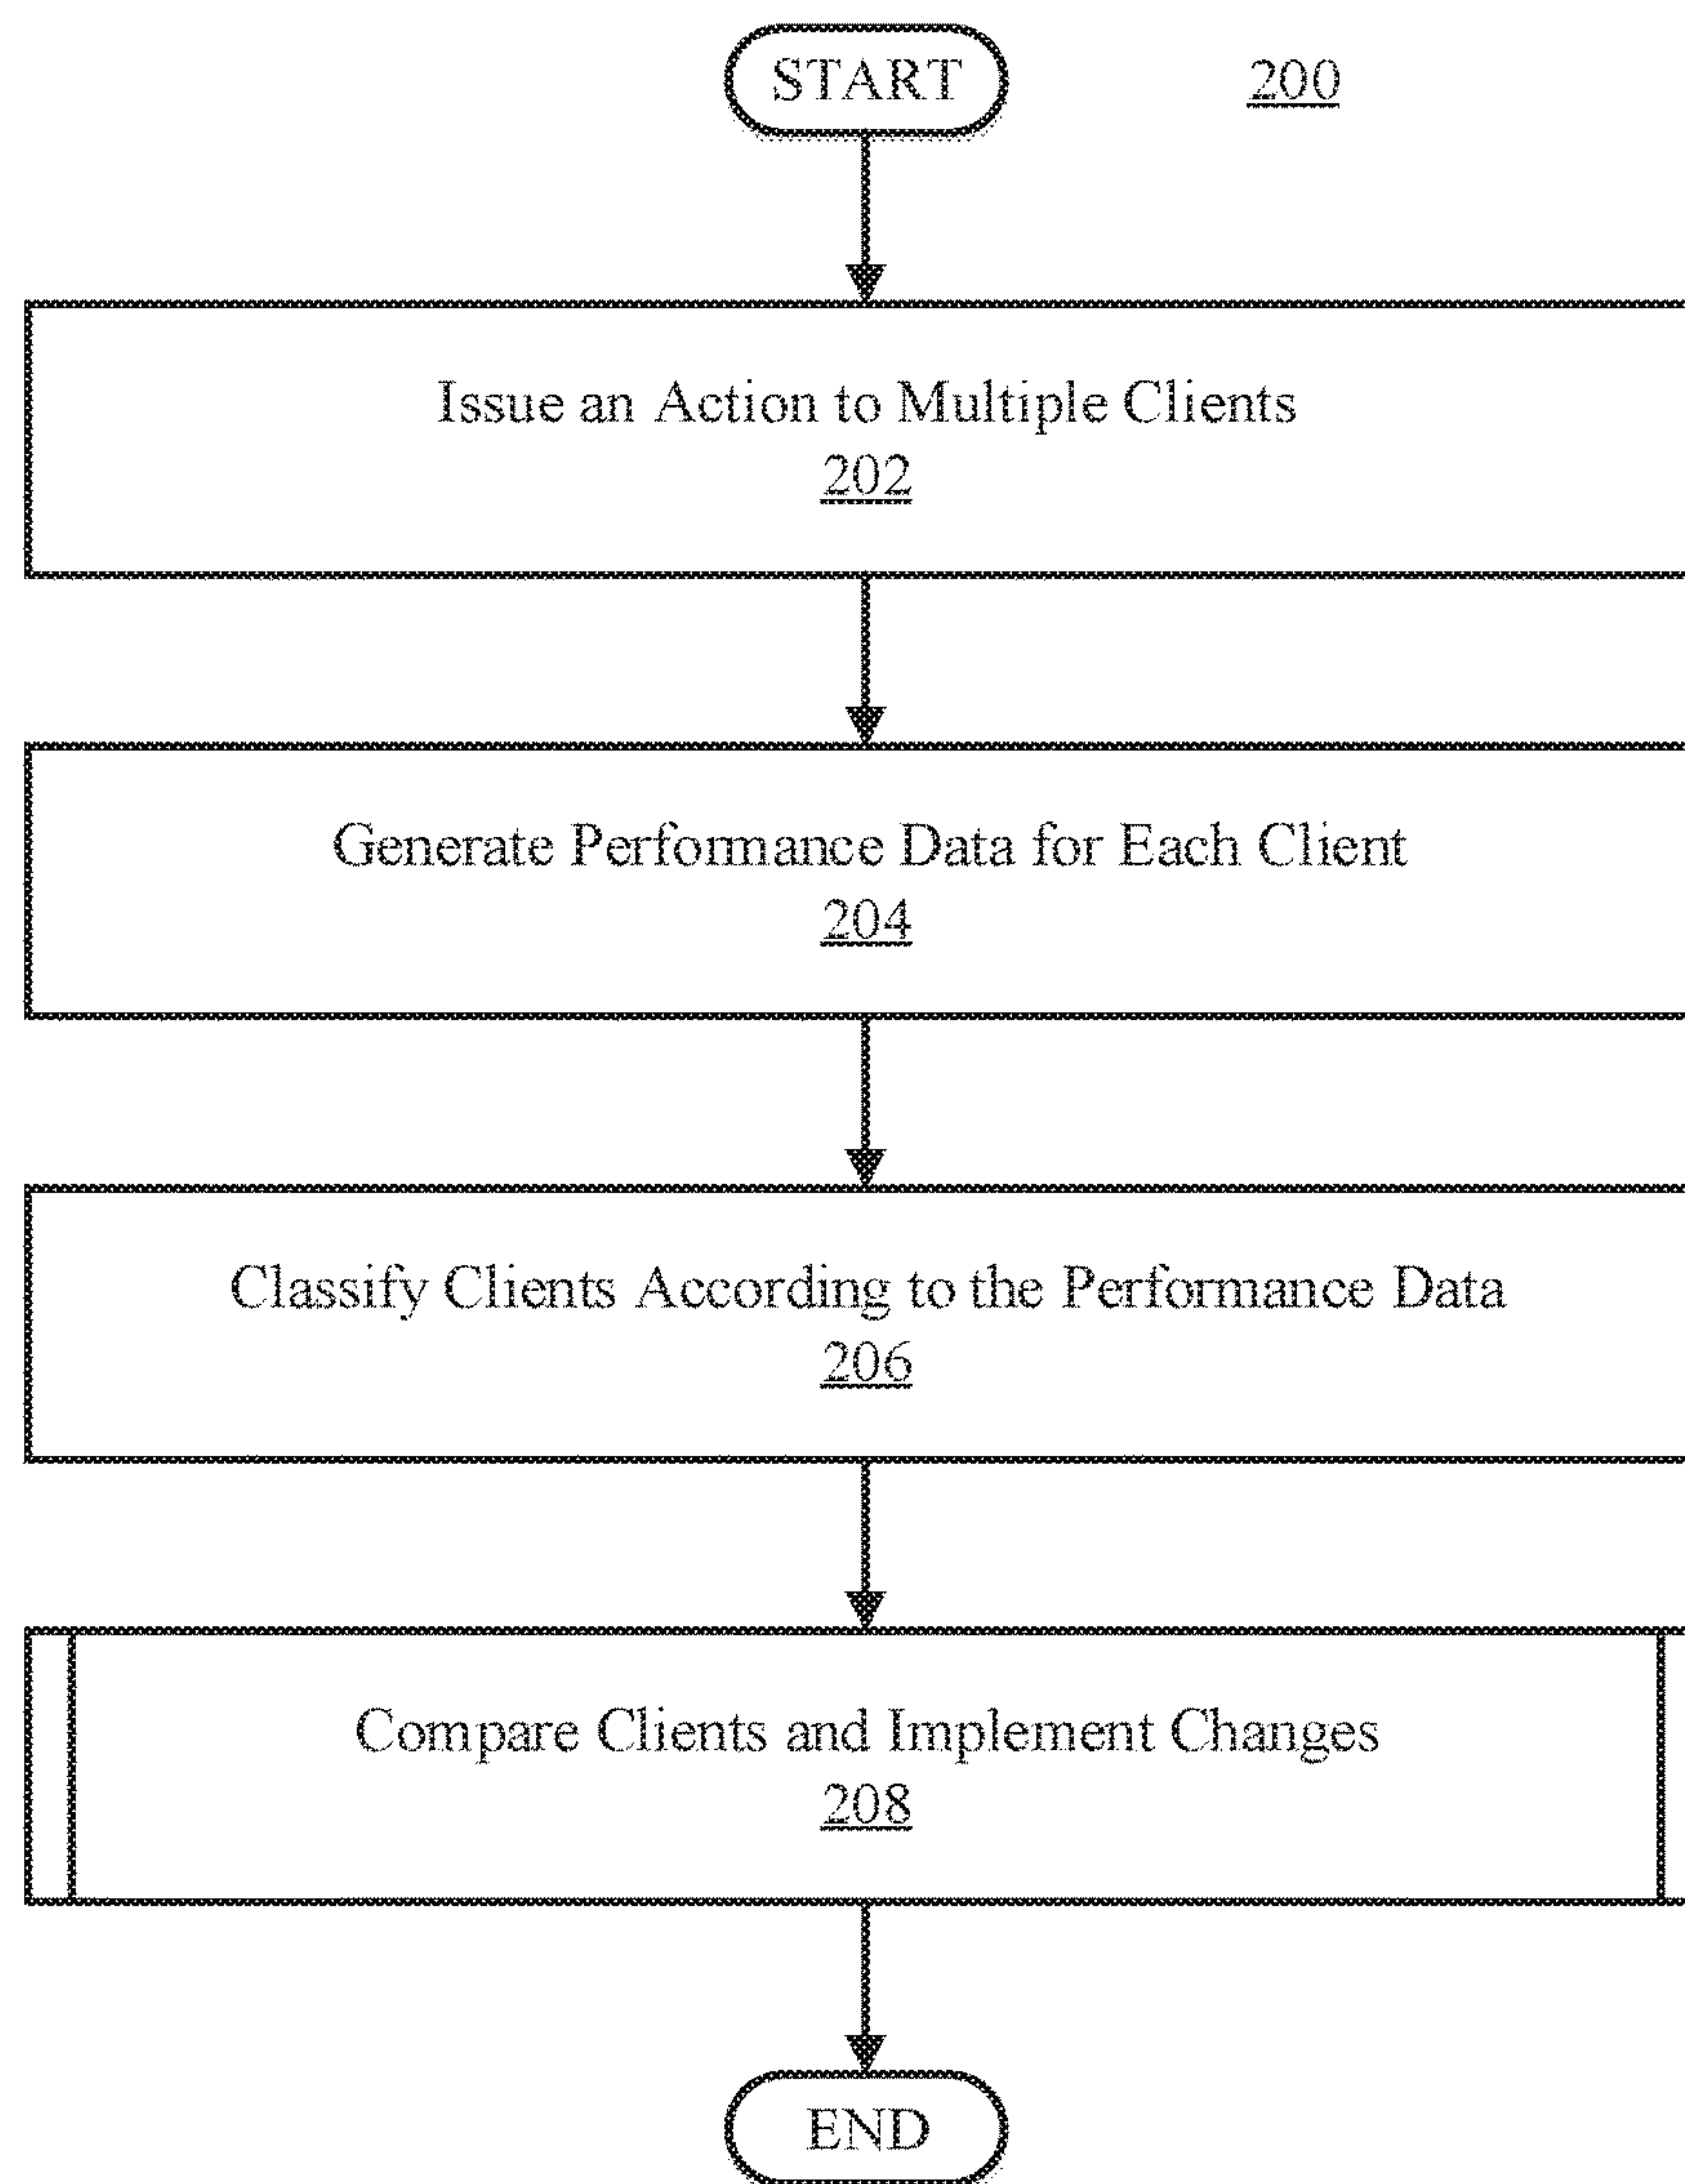 START
200
Issue an Action to Multiple Clients
202
Generate Performance Data for Each Client
204
Classify Clients According to the Performance Data
206
Compare Clients and Implement Changes
208
END